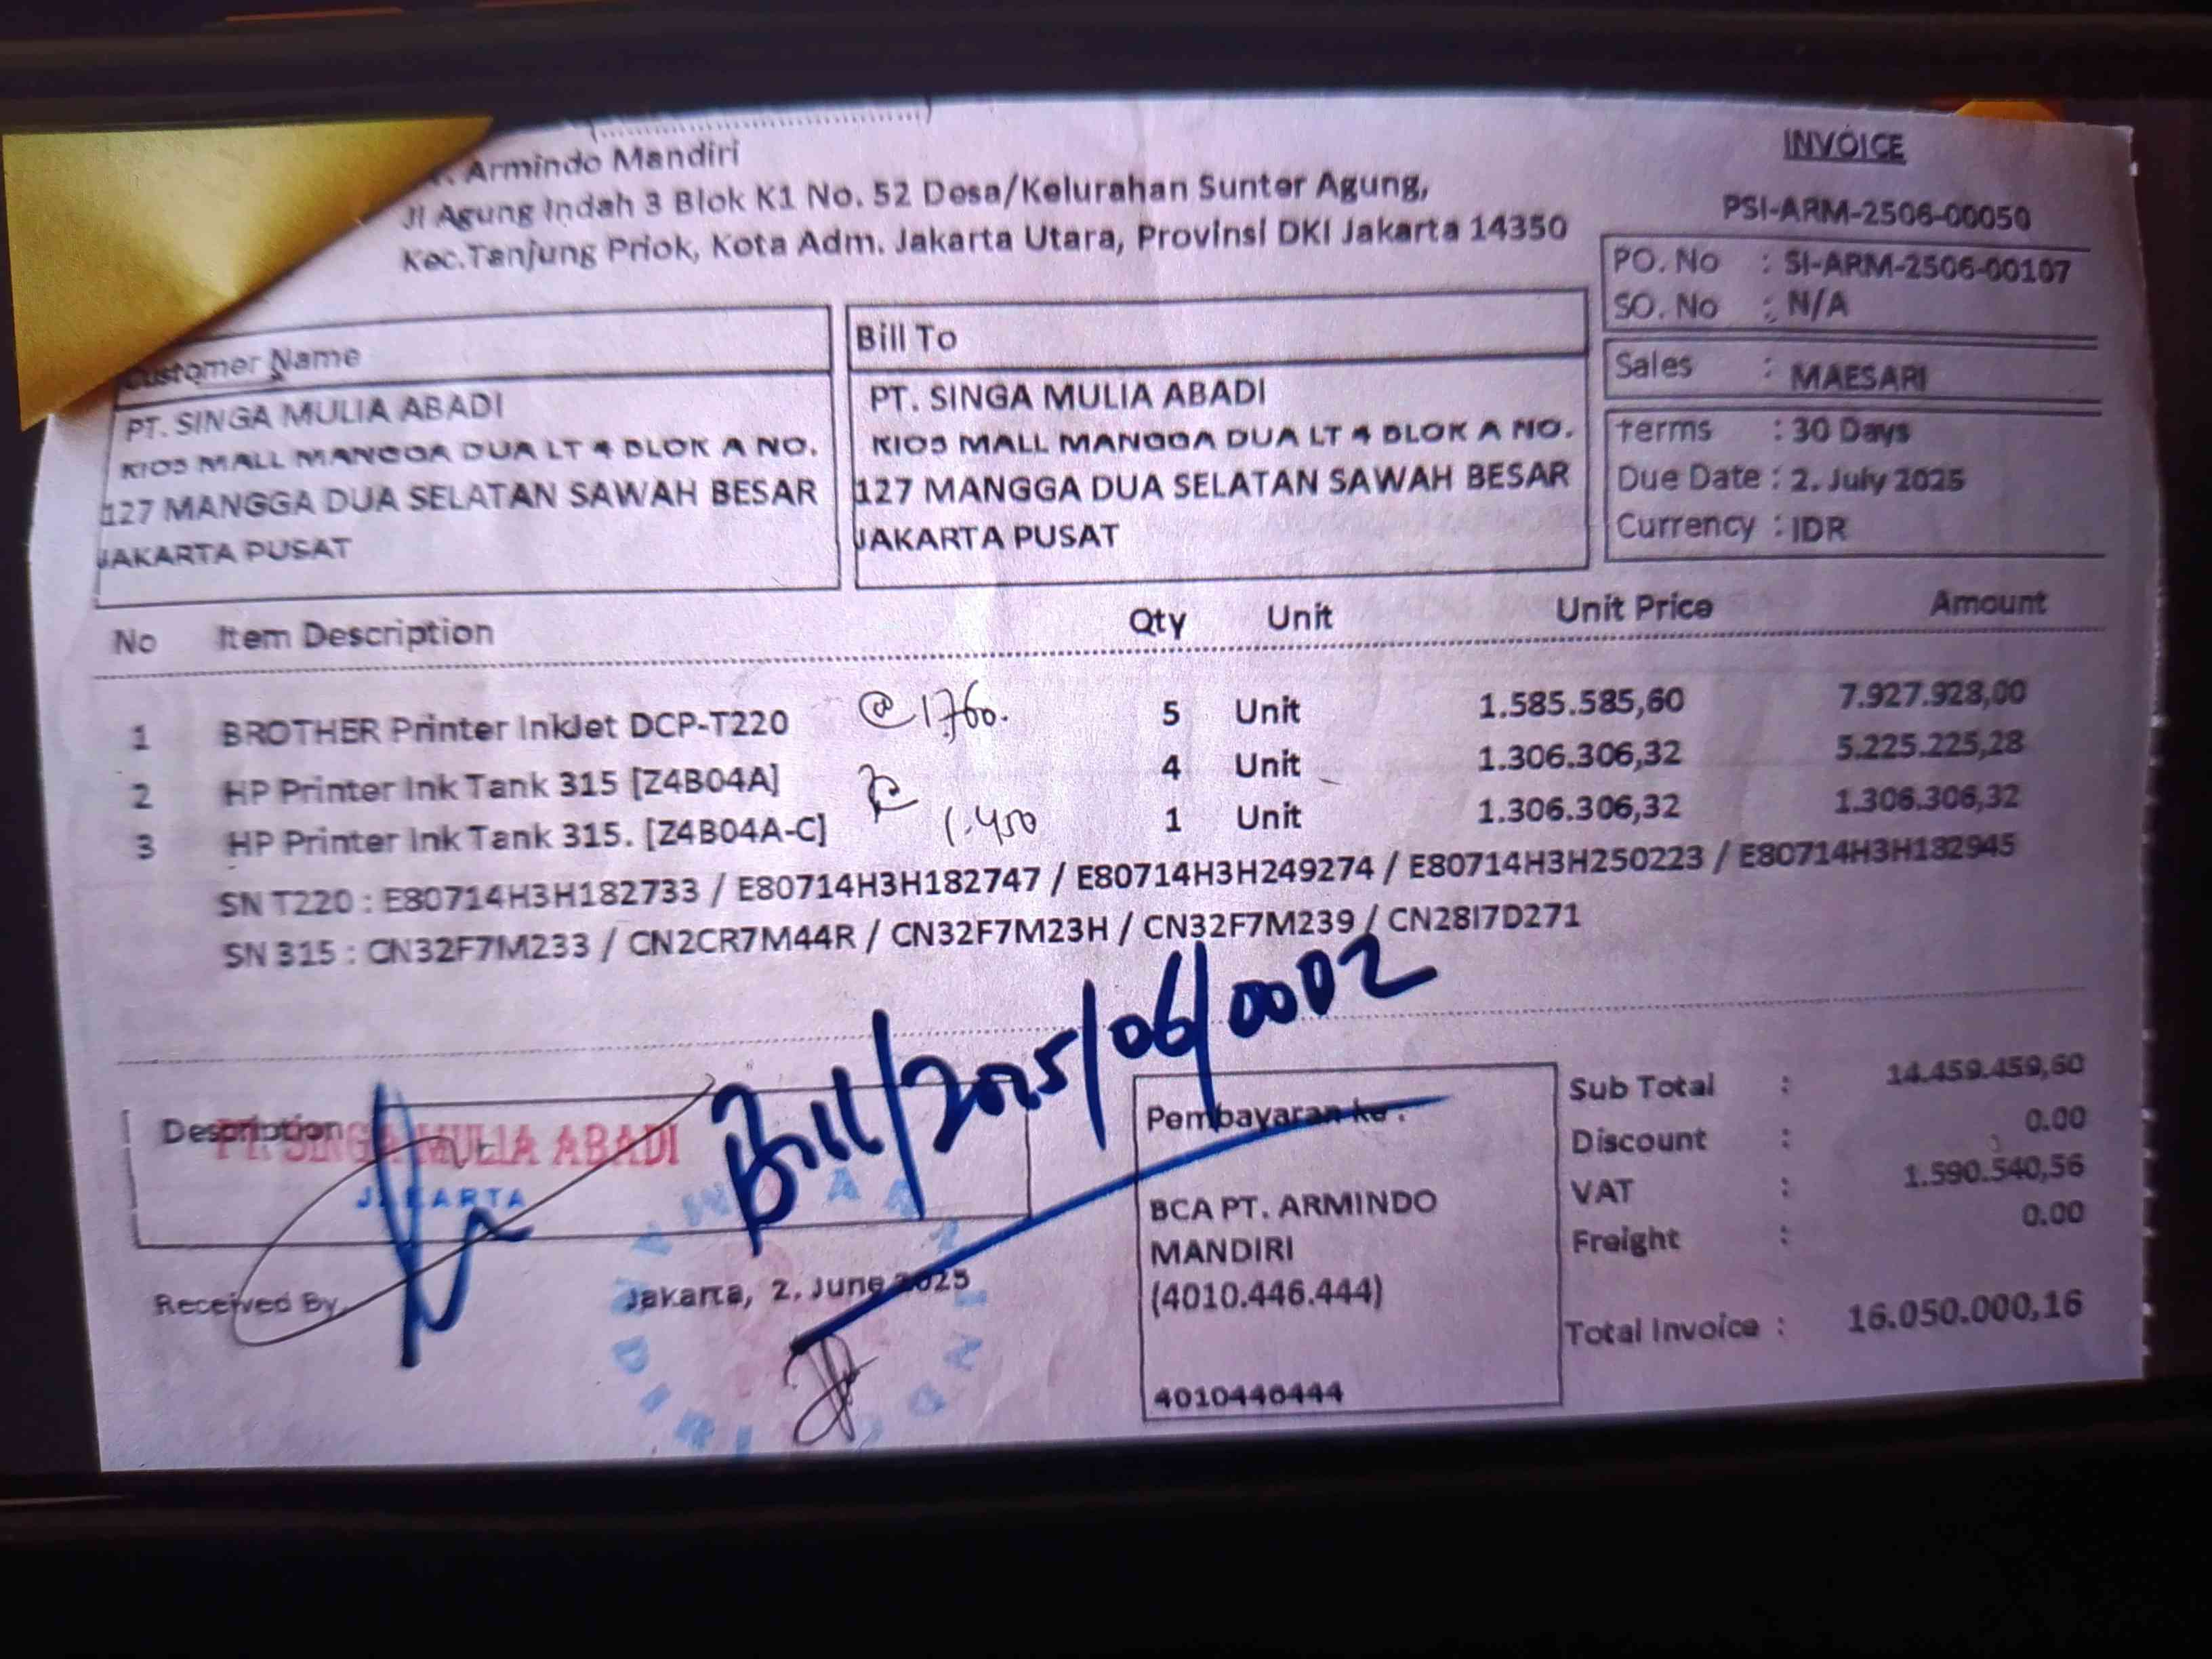 Armindo Mandiri
Jl Agung Indah 3 Blok K1 No. 52 Desa/Kelurahan Sunter Agung,
Kec.Tanjung Priok, Kota Adm. Jakarta Utara, Provinsi DKI Jakarta 14350
INVOICE
PSI-ARM-2506-00050
PO. No : SI-ARM-2506-00107
SO. No : N/A
Sales : MAESARI
Terms : 30 Days
Due Date : 2. July 2025
Currency : IDR
Customer Name
PT. SINGA MULIA ABADI
KIOS MALL MANGGA DUA LT 4 BLOK A NO.
127 MANGGA DUA SELATAN SAWAH BESAR
JAKARTA PUSAT
Bill To
PT. SINGA MULIA ABADI
KIOS MALL MANGGA DUA LT 4 BLOK A NO.
127 MANGGA DUA SELATAN SAWAH BESAR
JAKARTA PUSAT
No Item Description Qty Unit Unit Price Amount
1 BROTHER Printer InkJet DCP-T220 @ 1760. 5 Unit 1.585.585,60 7.927.928,00
2 HP Printer Ink Tank 315 [Z4B04A] 4 Unit 1.306.306,32 5.225.225,28
3 HP Printer Ink Tank 315. [Z4B04A-C] 1.450 1 Unit 1.306.306,32 1.306.306,32
SN T220 : E80714H3H182733 / E80714H3H182747 / E80714H3H249274 / E80714H3H250223 / E80714H3H182945
SN 315 : CN32F7M233 / CN2CR7M44R / CN32F7M23H / CN32F7M239 / CN28I7D271
Bill/2025/06/0002
Description
PT. SINGA MULIA ABADI
JAKARTA
Received By
Jakarta, 2. June 2025
Pembayaran ke :
BCA PT. ARMINDO
MANDIRI
(4010.446.444)
4010446444
Sub Total : 14.459.459,60
Discount : 0.00
VAT : 1.590.540,56
Freight : 0.00
Total Invoice : 16.050.000,16